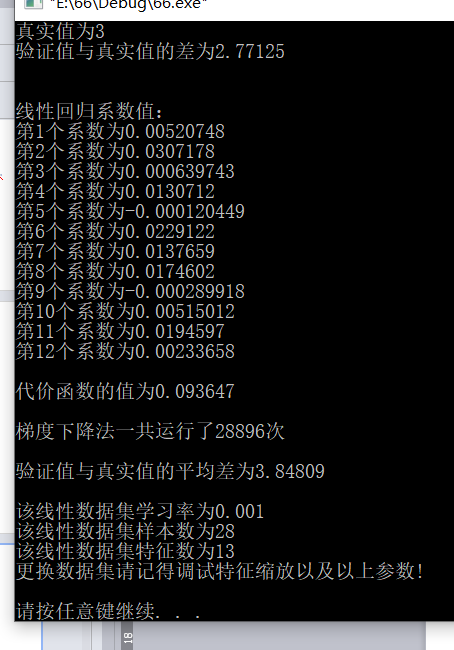 "E:\66\Debug\66.exe"
真实值为3
验证值与真实值的差为2.77125
线性回归系数值:
第1个系数为0.00520748
第2个系数为0.0307178
第3个系数为0.000639743
第4个系数为0.0130712
第5个系数为-0.000120449
第6个系数为0.0229122
第7个系数为0.0137659
第8个系数为0.0174602
第9个系数为-0.000289918
第10个系数为0.00515012
第11个系数为0.0194597
第12个系数为0.00233658
代价函数的值为0.093647
梯度下降法一共运行了28896次
验证值与真实值的平均差为3.84809
该线性数据集学习率为0.001
该线性数据集样本数为28
该线性数据集特征数为13
更换数据集请记得调试特征缩放以及以上参数!
请按任意键继续. . .
18